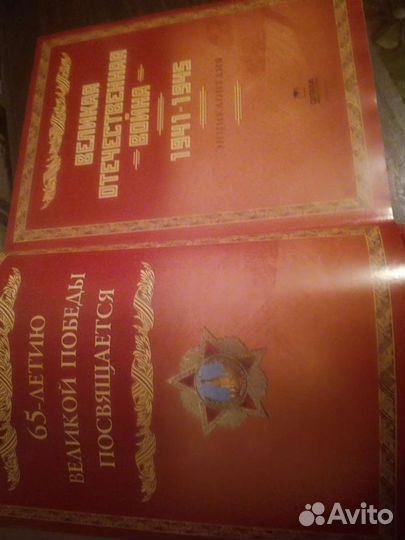 65-ЛЕТИЮ
ВЕЛИКОЙ ПОБЕДЫ
ПОСВЯЩАЕТСЯ
ВЕЛИКАЯ
ОТЕЧЕСТВЕННАЯ
ВОЙНА
1941-1945
ЭНЦИКЛОПЕДИЯ
Avito